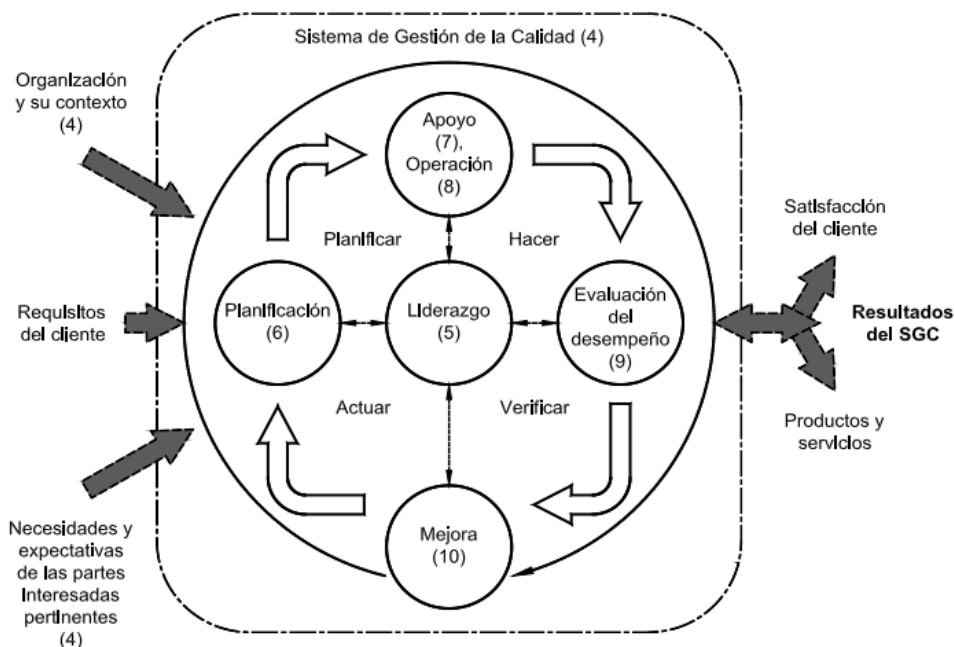 Sistema de Gestión de la Calidad (4)
Organización
y su contexto
(4)
Apoyo
(7),
Operación
(8)
Satisfacción
del cliente
Planificar
Hacer
Requisitos
del cliente
Planificación
(6)
Liderazgo
(5)
Evaluación
del
desempeño
(9)
Resultados
del SGC
Actuar
Verificar
Productos y
servicios
Necesidades y
expectativas
de las partes
interesadas
pertinentes
(4)
Mejora
(10)